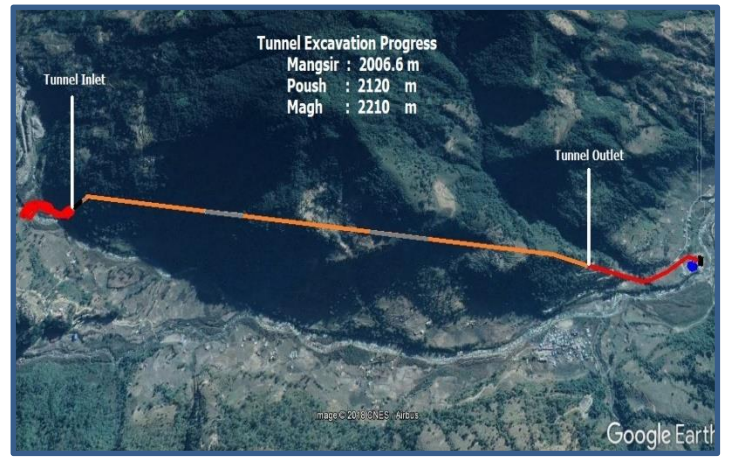 Tunnel Excavation Progress
Mangsir : 2006.6 m
Poush : 2120 m
Magh : 2210 m
Tunnel Inlet
Tunnel Outlet
Image © 2018 CNES / Airbus
Google Earth